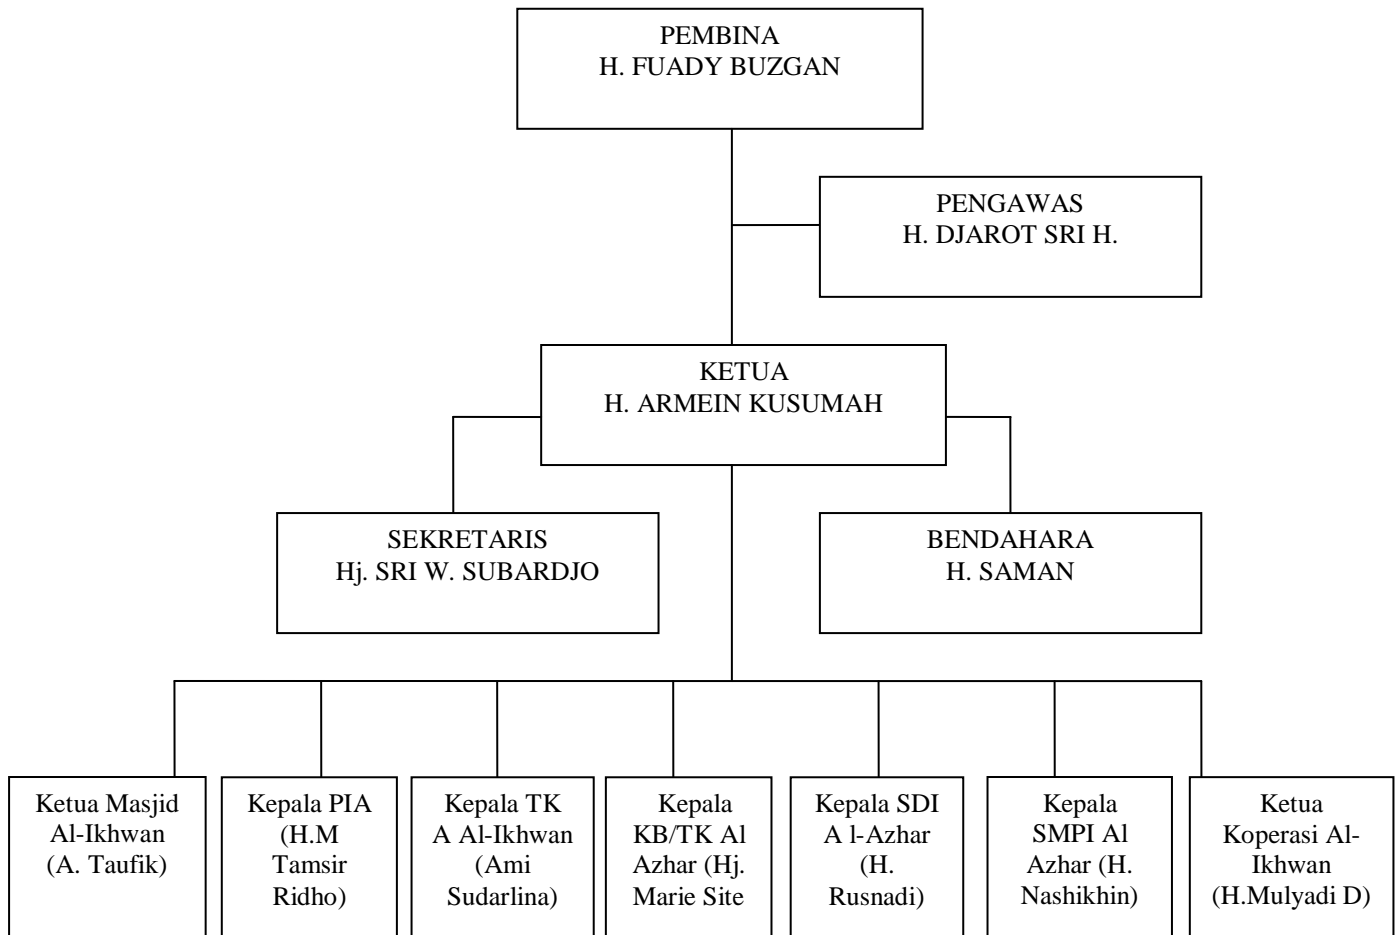 PEMBINA
H. FUADY BUZGAN
PENGAWAS
H. DJAROT SRI H.
KETUA
H. ARMEIN KUSUMAH
SEKRETARIS
Hj. SRI W. SUBARDJO
BENDAHARA
H. SAMAN
Ketua Masjid
Al-Ikhwan
(A. Taufik)
Kepala PIA
(H.M
Tamsir
Ridho)
Kepala TK
A Al-Ikhwan
(Ami
Sudarlina)
Kepala
KB/TK Al
Azhar (Hj.
Marie Site
Kepala SDI
A l-Azhar
(H.
Rusnadi)
Kepala
SMPI Al
Azhar (H.
Nashikhin)
Ketua
Koperasi Al-
Ikhwan
(H.Mulyadi D)